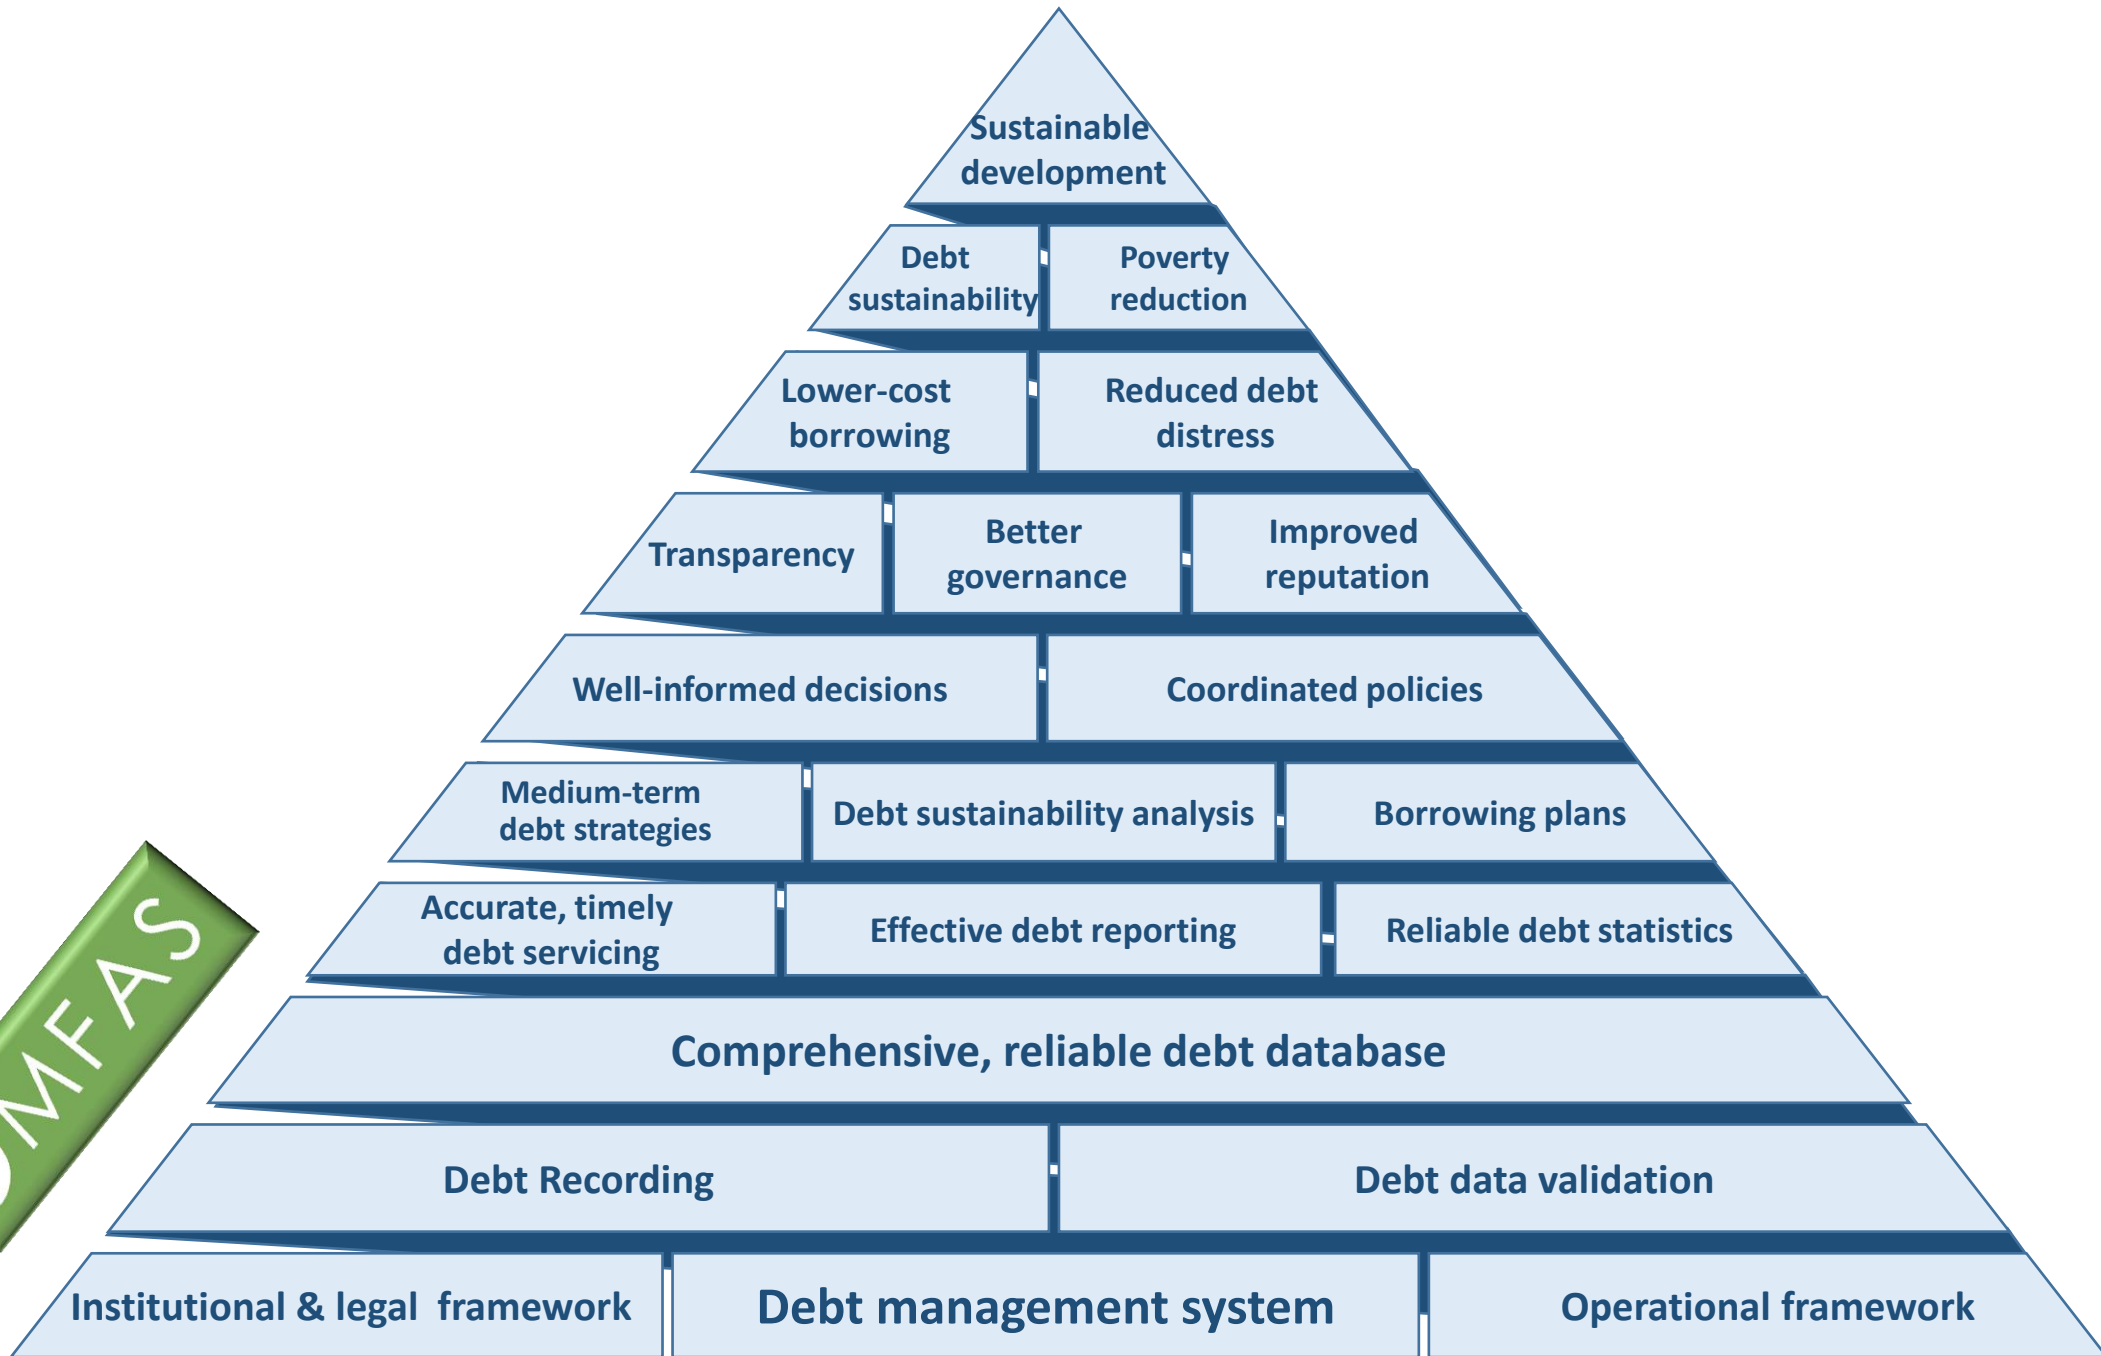 Sustainable
development
Debt
sustainability
Poverty
reduction
Lower-cost
borrowing
Reduced debt
distress
Transparency
Better
governance
Improved
reputation
Well-informed decisions
Coordinated policies
Medium-term
debt strategies
Debt sustainability analysis
Borrowing plans
Accurate, timely
debt servicing
Effective debt reporting
Reliable debt statistics
Comprehensive, reliable debt database
Debt Recording
Debt data validation
Institutional & legal framework
Debt management system
Operational framework